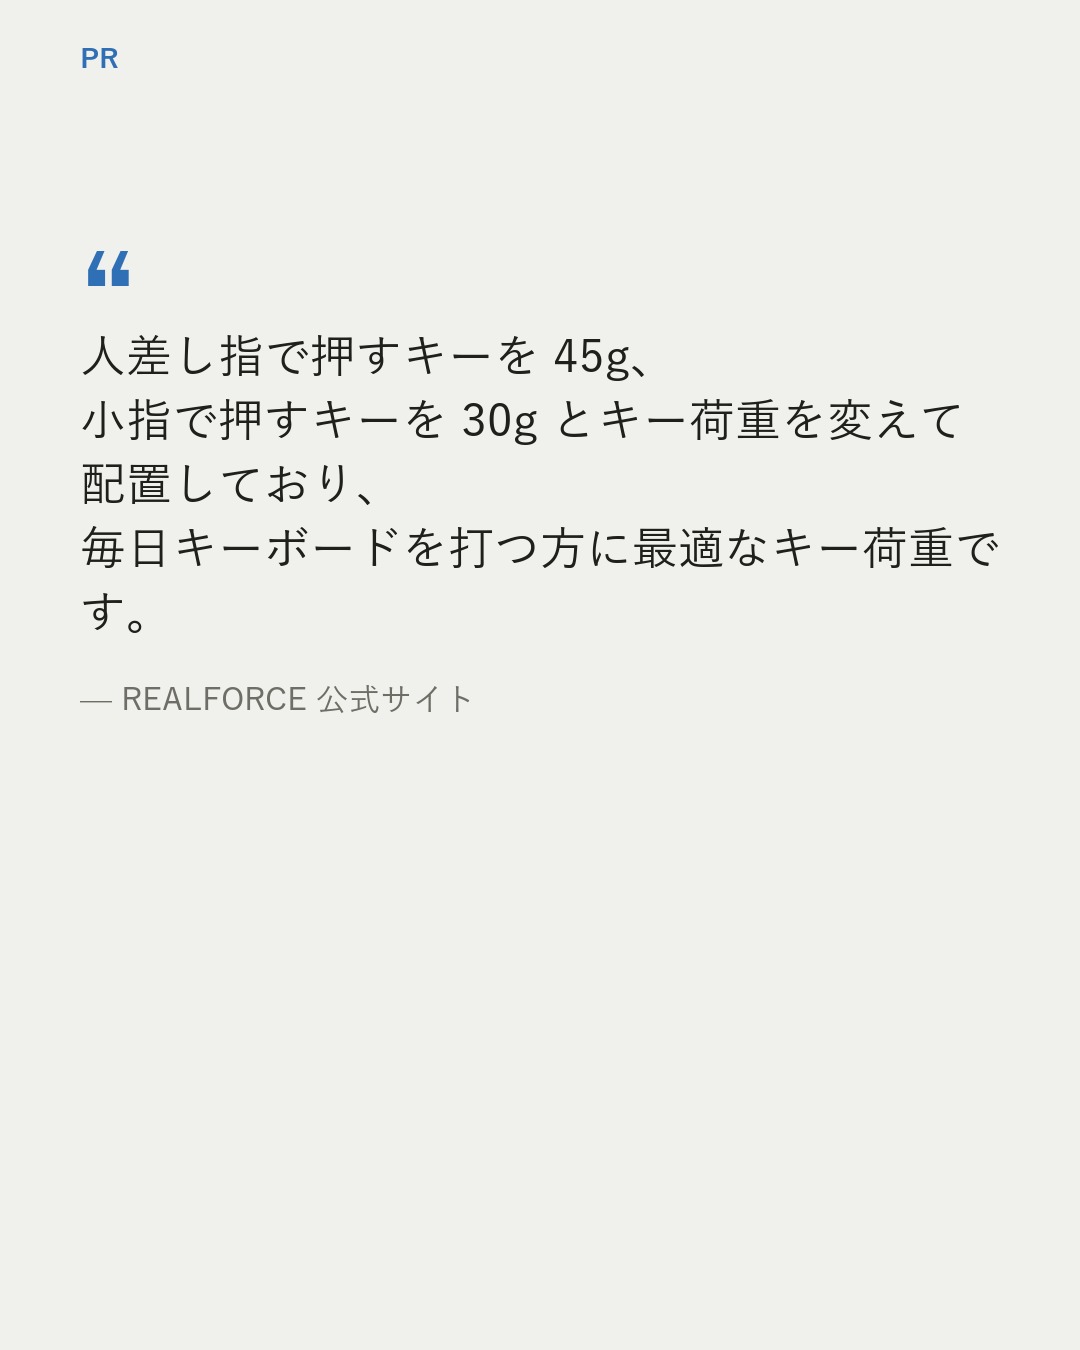 PR
“
人差し指で押すキーを 45g、
小指で押すキーを 30g とキー荷重を変えて
配置しており、
毎日キーボードを打つ方に最適なキー荷重で
す。
— REALFORCE 公式サイト